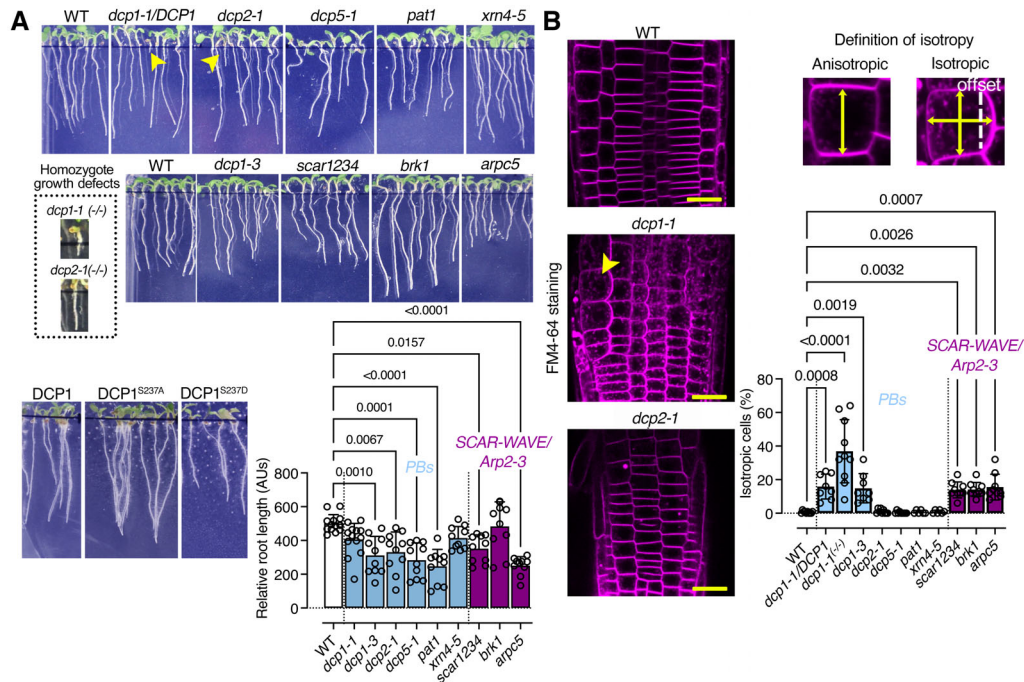 A
WT
dcp1-1/DCP1
dcp2-1
dcp5-1
pat1
xrn4-5
Homozygote
growth defects
dcp1-1 (-/-)
dcp2-1(-/-)
WT
dcp1-3
scar1234
brk1
arpc5
DCP1
DCP1S237A
DCP1S237D
<0.0001
0.0157
<0.0001
0.0001
0.0067
0.0010
PBs
SCAR-WAVE/
Arp2-3
Relative root length (AUs)
800
600
400
200
0
WT
dcp1-1
dcp1-3
dcp2-1
dcp5-1
pat1
xrn4-5
scar1234
brk1
arpc5
B
FM4-64 staining
WT
dcp1-1
dcp2-1
Definition of isotropy
Anisotropic
Isotropic
offset
0.0007
0.0026
0.0032
0.0019
<0.0001
0.0008
PBs
SCAR-WAVE/
Arp2-3
Isotropic cells (%)
80
60
40
20
0
WT
dcp1-1/DCP1
dcp1-1(-/-)
dcp1-3
dcp2-1
dcp5-1
pat1
xrn4-5
scar1234
brk1
arpc5